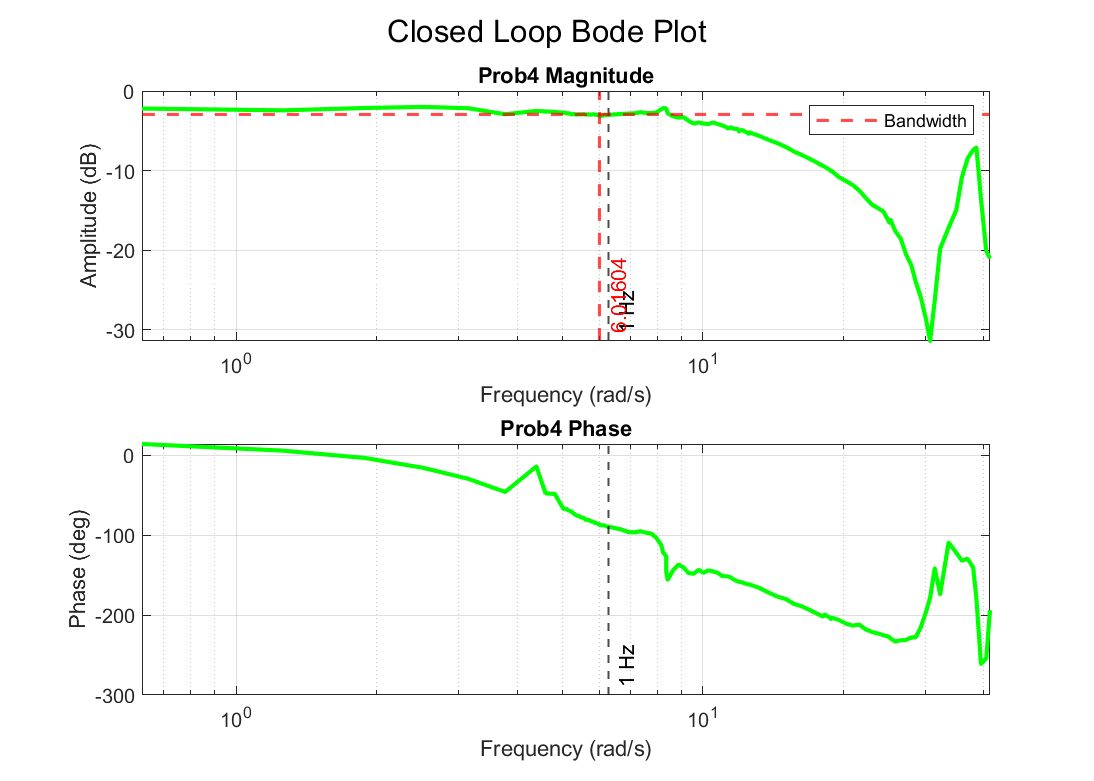 Closed Loop Bode Plot
Prob4 Magnitude
0
-10
-20
-30
Amplitude (dB)
Bandwidth
6.01604
1 Hz
10^0
10^1
Frequency (rad/s)
Prob4 Phase
0
-100
-200
-300
Phase (deg)
1 Hz
10^0
10^1
Frequency (rad/s)